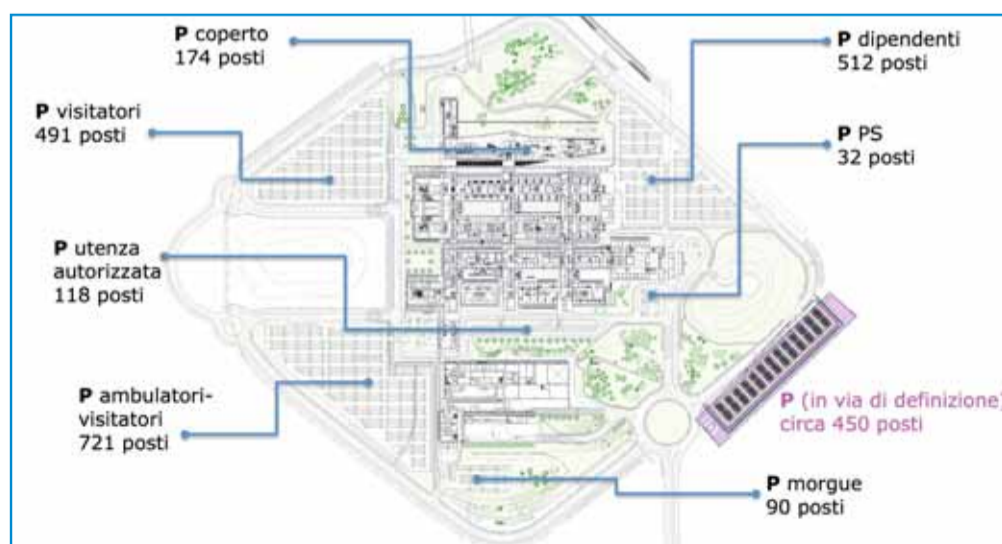 P coperto
174 posti
P dipendenti
512 posti
P visitatori
491 posti
P PS
32 posti
P utenza
autorizzata
118 posti
P ambulatori-
visitatori
721 posti
P (in via di definizione)
circa 450 posti
P morgue
90 posti